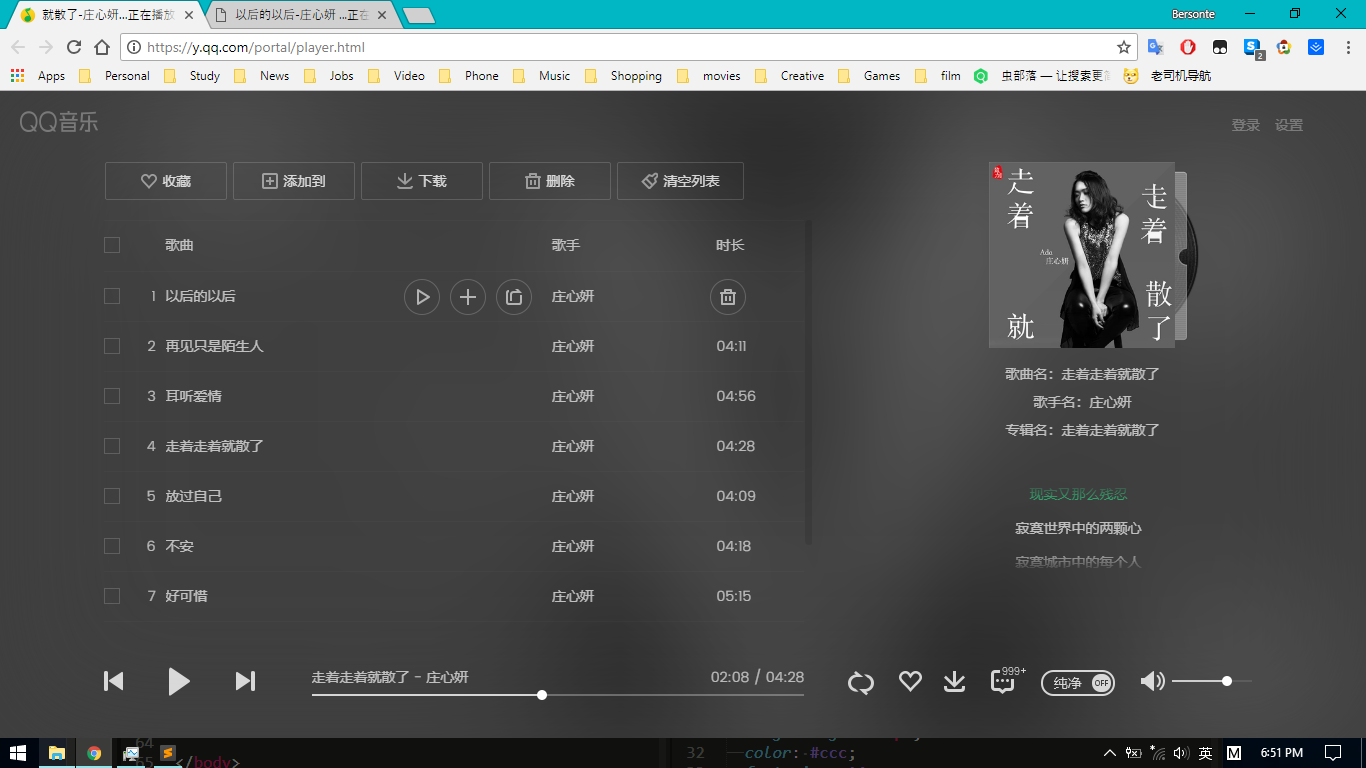 就散了-庄心妍...正在播放
以后的以后-庄心妍 ...正在
Bersonte
https://y.qq.com/portal/player.html
2
Apps Personal Study News Jobs Video Phone Music Shopping movies Creative Games film 虫部落 — 让搜索更 老司机导航
QQ音乐
登录 设置
收藏 添加到 下载 删除 清空列表
歌曲 歌手 时长
1 以后的以后 庄心妍
2 再见只是陌生人 庄心妍 04:11
3 耳听爱情 庄心妍 04:56
4 走着走着就散了 庄心妍 04:28
5 放过自己 庄心妍 04:09
6 不安 庄心妍 04:18
7 好可惜 庄心妍 05:15
走着
走着
Ada
庄心妍
就
散了
歌曲名：走着走着就散了
歌手名：庄心妍
专辑名：走着走着就散了
现实又那么残忍
寂寞世界中的两颗心
寂寞城市中的每个人
走着走着就散了 - 庄心妍 02:08 / 04:28
999+
纯净 OFF
64
65 </body>
32 color: #ccc;
英 M 6:51 PM